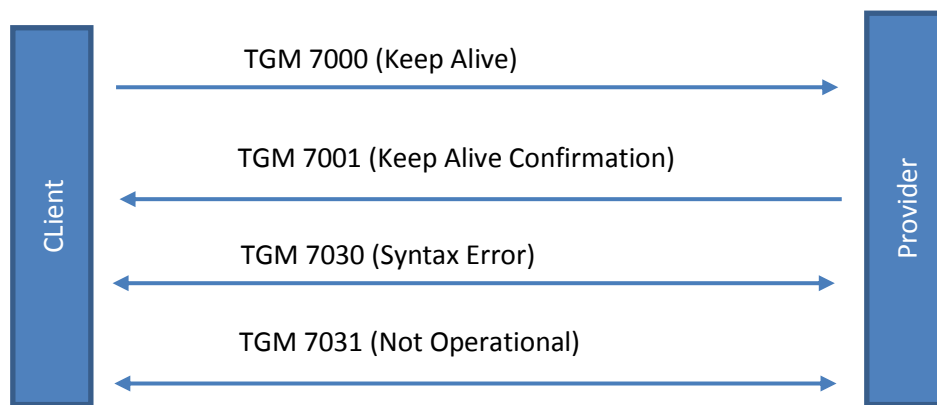 TGM 7000 (Keep Alive)
TGM 7001 (Keep Alive Confirmation)
CLient
Provider
TGM 7030 (Syntax Error)
TGM 7031 (Not Operational)